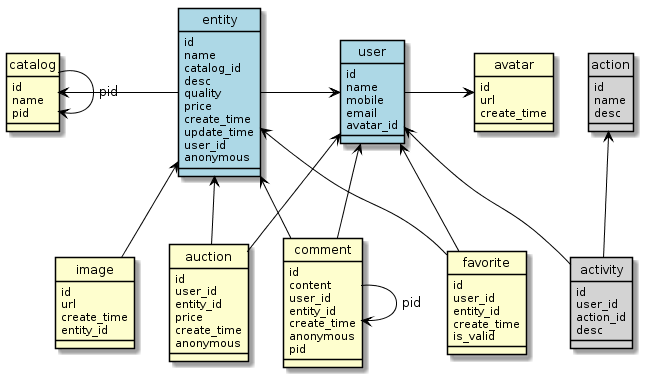 catalog
id
name
pid
pid
entity
id
name
catalog_id
desc
quality
price
create_time
update_time
user_id
anonymous
user
id
name
mobile
email
avatar_id
avatar
id
url
create_time
action
id
name
desc
image
id
url
create_time
entity_id
auction
id
user_id
entity_id
price
create_time
anonymous
comment
id
content
user_id
entity_id
create_time
anonymous
pid
pid
favorite
id
user_id
entity_id
create_time
is_valid
activity
id
user_id
action_id
desc